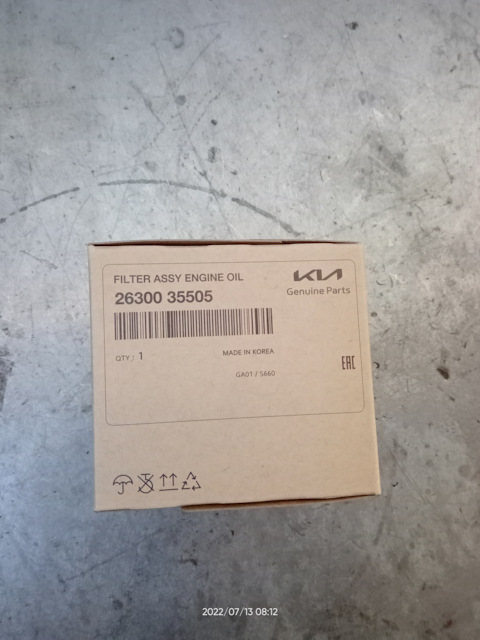 FILTER ASSY ENGINE OIL
26300 35505
KIA
Genuine Parts
QTY : 1
MADE IN KOREA
GA01 / S660
EAC
2022/07/13 08:12